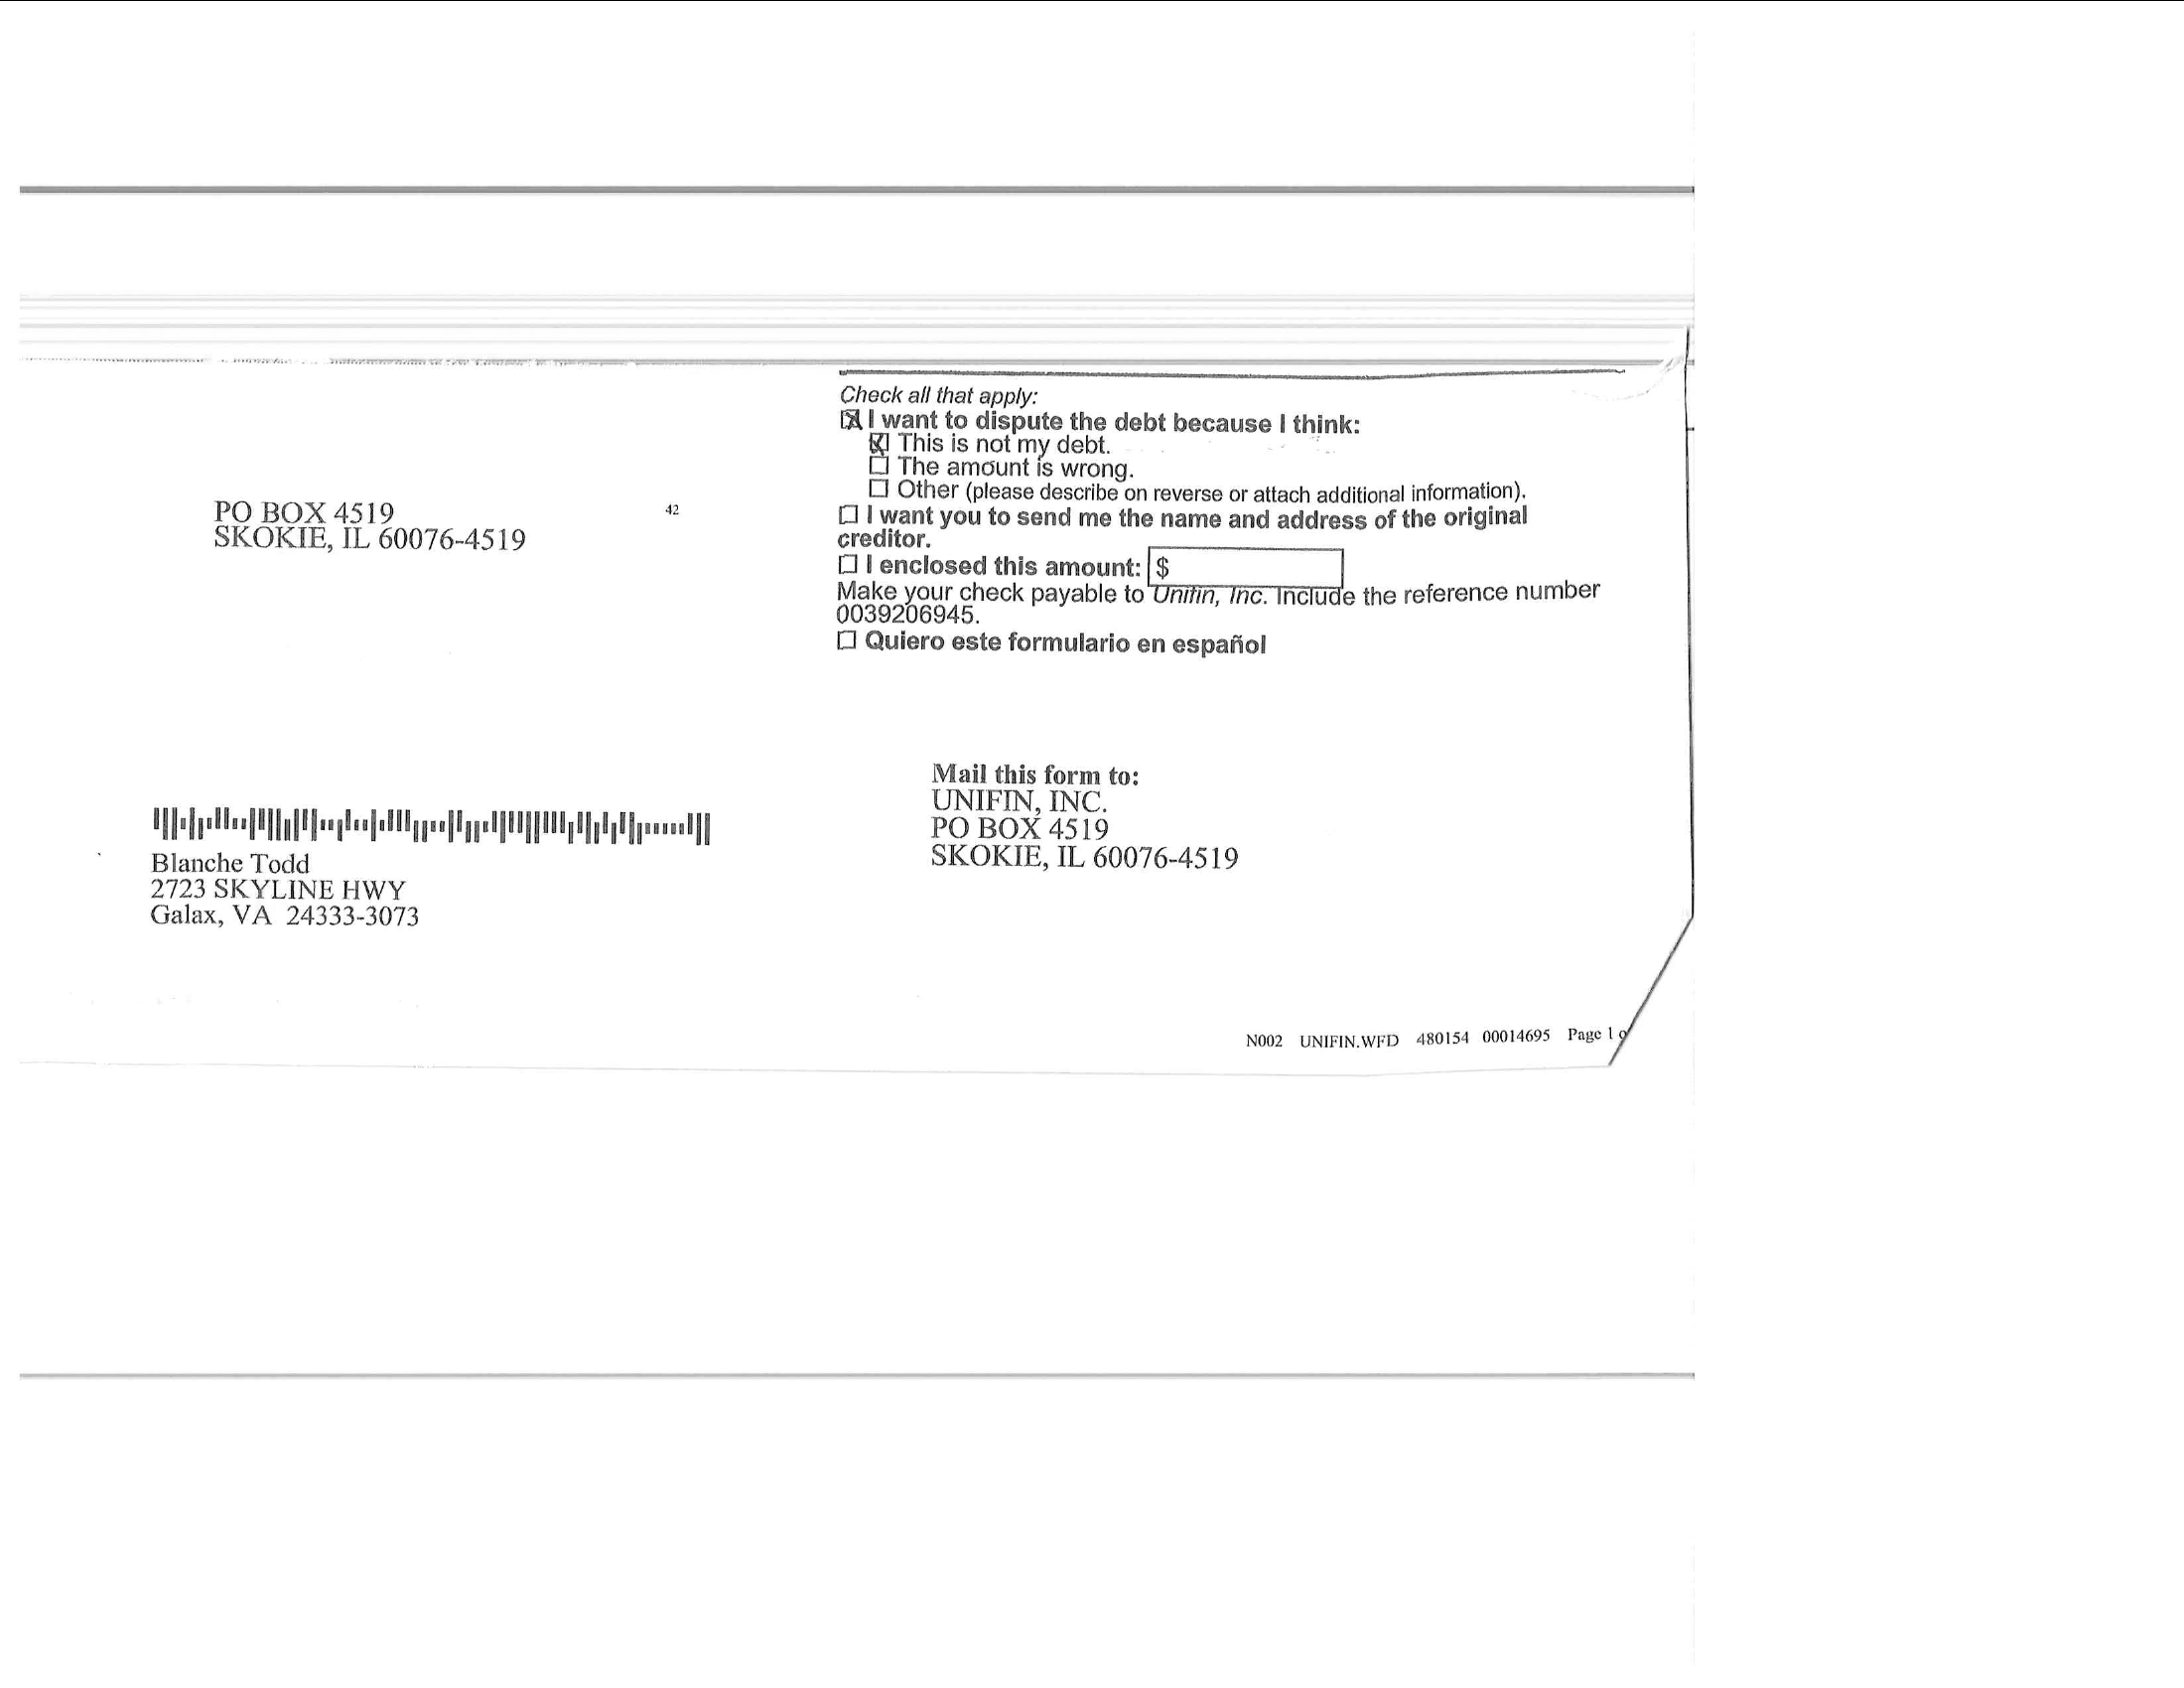 PO BOX 4519
SKOKIE, IL 60076-4519
42
Check all that apply:
I want to dispute the debt because I think:
This is not my debt.
The amount is wrong.
Other (please describe on reverse or attach additional information).
I want you to send me the name and address of the original
creditor.
I enclosed this amount: $
Make your check payable to Unifin, Inc. Include the reference number
0039206945.
Quiero este formulario en español
Blanche Todd
2723 SKYLINE HWY
Galax, VA 24333-3073
Mail this form to:
UNIFIN, INC.
PO BOX 4519
SKOKIE, IL 60076-4519
N002 UNIFIN.WFD 480154 00014695 Page 1